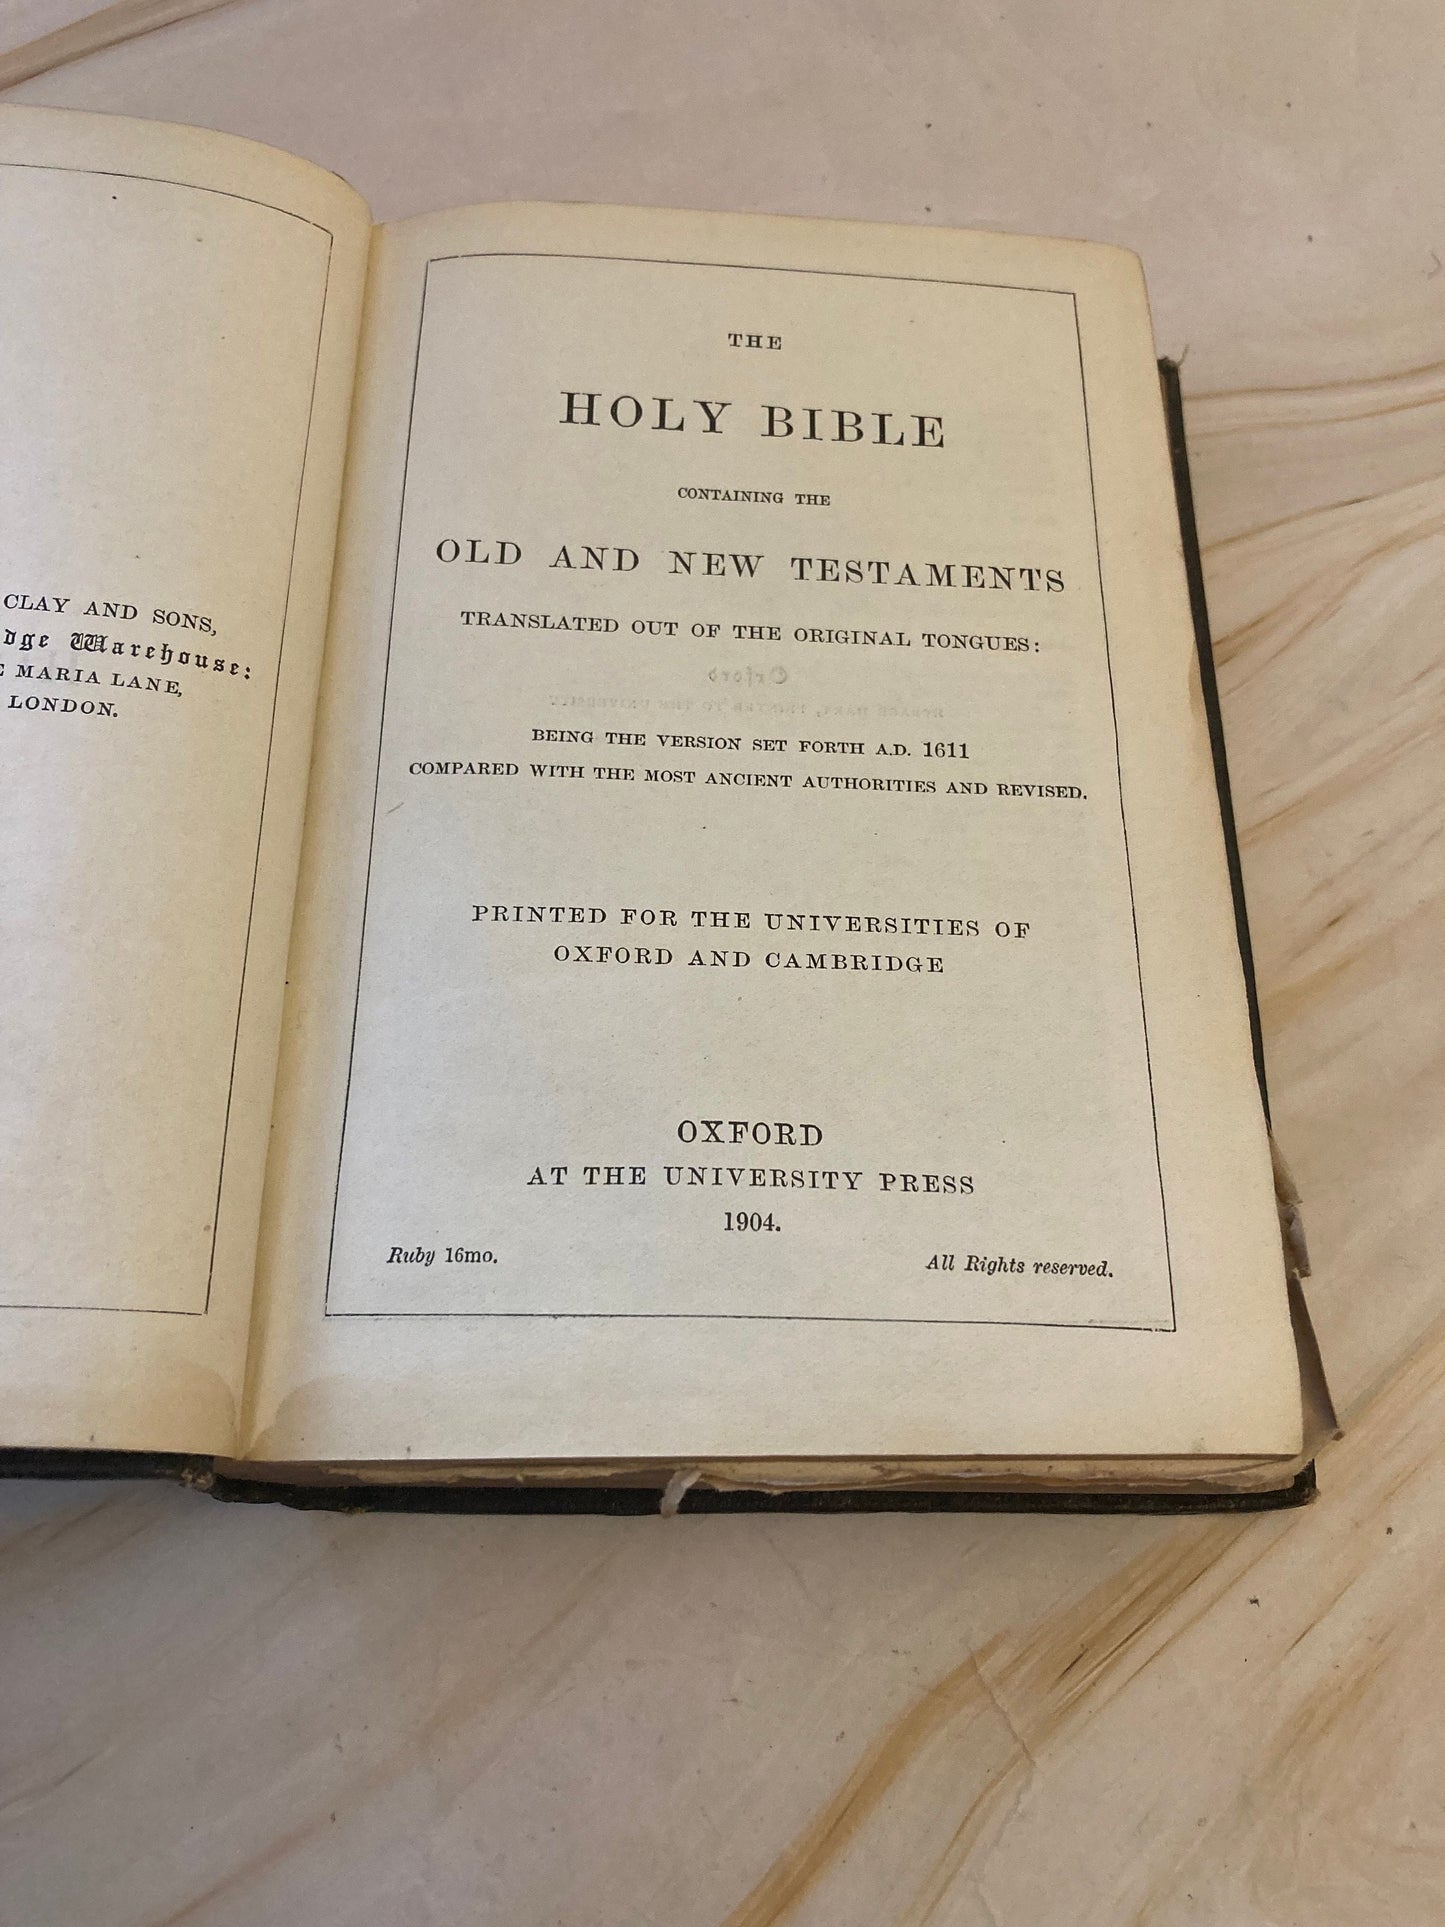 CLAY AND SONS,
Warehouse:
MARIA LANE,
LONDON.
THE
HOLY BIBLE
CONTAINING THE
OLD AND NEW TESTAMENTS
TRANSLATED OUT OF THE ORIGINAL TONGUES:
BEING THE VERSION SET FORTH A.D. 1611
COMPARED WITH THE MOST ANCIENT AUTHORITIES AND REVISED.
PRINTED FOR THE UNIVERSITIES OF
OXFORD AND CAMBRIDGE
OXFORD
AT THE UNIVERSITY PRESS
1904.
Ruby 16mo.
All Rights reserved.